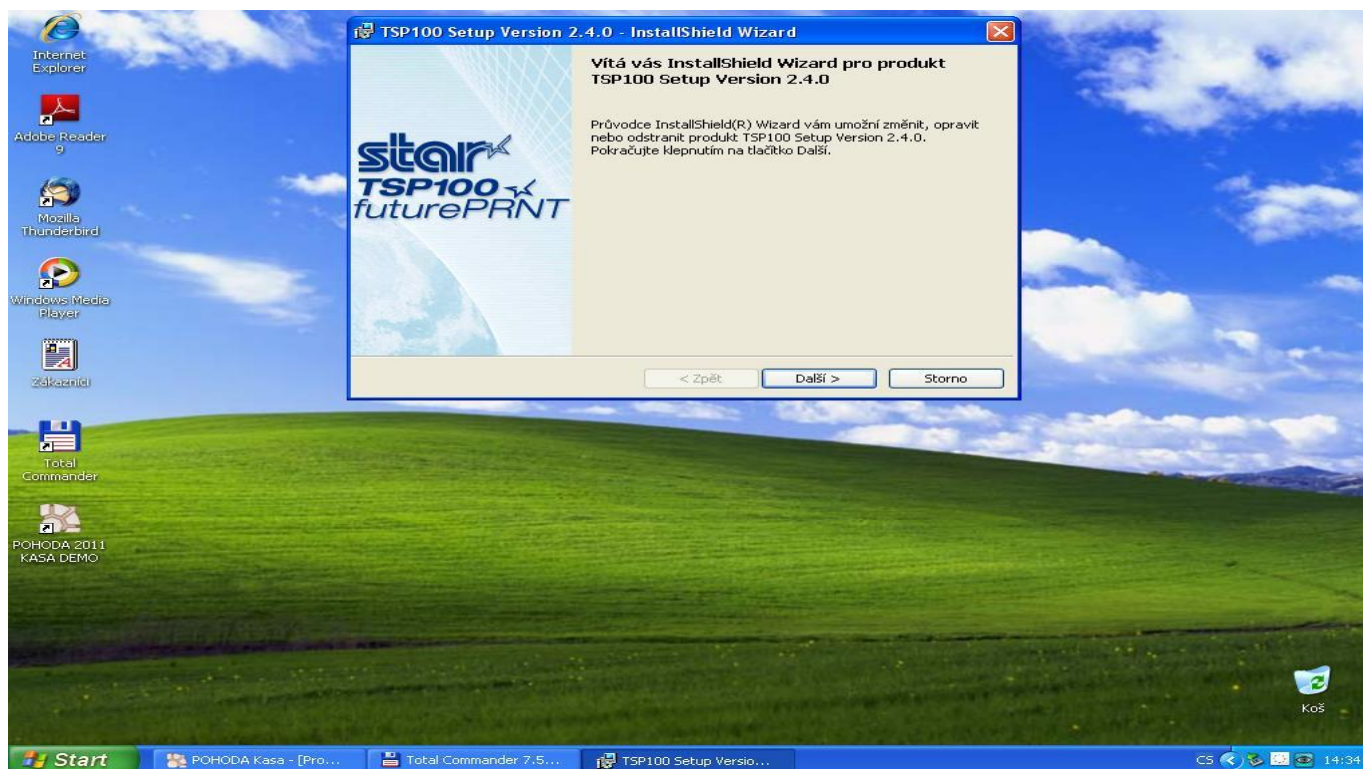 Internet
Explorer
Adobe Reader
9
Mozilla
Thunderbird
Windows Media
Player
Zákazníci
Total
Commander
POHODA 2011
KASA DEMO
TSP100 Setup Version 2.4.0 - InstallShield Wizard
star
TSP100
futurePRNT
Vítá vás InstallShield Wizard pro produkt
TSP100 Setup Version 2.4.0
Průvodce InstallShield(R) Wizard vám umožní změnit, opravit
nebo odstranit produkt TSP100 Setup Version 2.4.0.
Pokračujte klepnutím na tlačítko Další.
< Zpět
Další >
Storno
Koš
Start
POHODA Kasa - [Pro...
Total Commander 7.5...
TSP100 Setup Versio...
CS
14:34